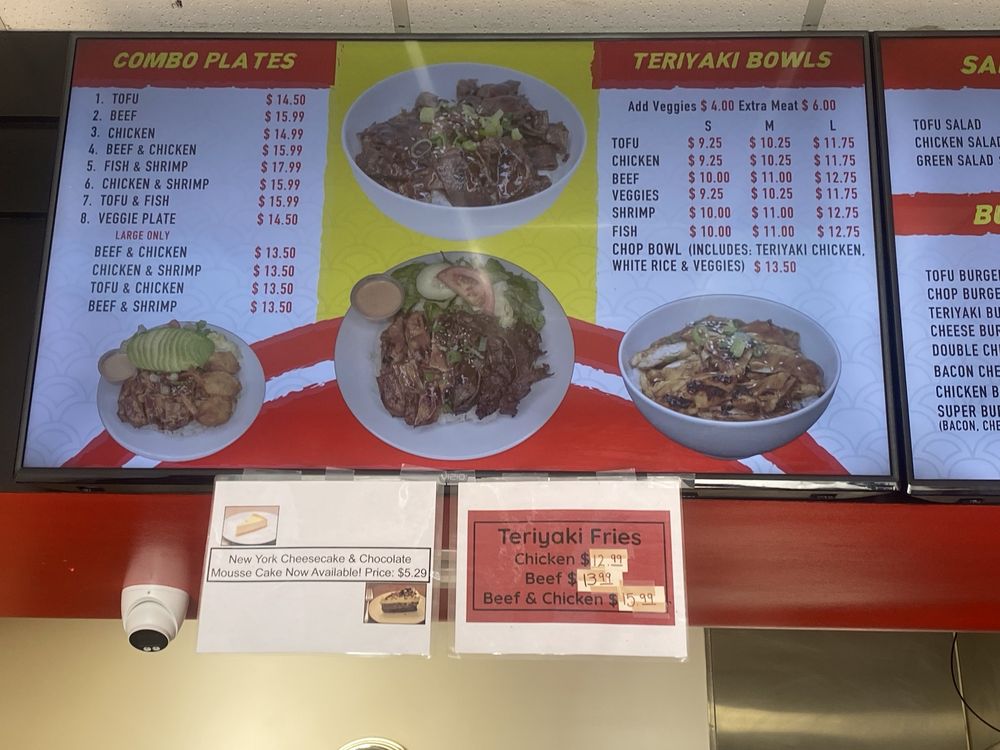 COMBO PLATES
1. TOFU $ 14.50
2. BEEF $ 15.99
3. CHICKEN $ 14.99
4. BEEF & CHICKEN $ 15.99
5. FISH & SHRIMP $ 17.99
6. CHICKEN & SHRIMP $ 15.99
7. TOFU & FISH $ 15.99
8. VEGGIE PLATE $ 14.50
LARGE ONLY
BEEF & CHICKEN $ 13.50
CHICKEN & SHRIMP $ 13.50
TOFU & CHICKEN $ 13.50
BEEF & SHRIMP $ 13.50
TERIYAKI BOWLS
Add Veggies $ 4.00 Extra Meat $ 6.00
S M L
TOFU $ 9.25 $ 10.25 $ 11.75
CHICKEN $ 9.25 $ 10.25 $ 11.75
BEEF $ 10.00 $ 11.00 $ 12.75
VEGGIES $ 9.25 $ 10.25 $ 11.75
SHRIMP $ 10.00 $ 11.00 $ 12.75
FISH $ 10.00 $ 11.00 $ 12.75
CHOP BOWL (INCLUDES: TERIYAKI CHICKEN,
WHITE RICE & VEGGIES) $ 13.50
SA
TOFU SALAD
CHICKEN SALA
GREEN SALAD
BU
TOFU BURGE
CHOP BURGE
TERIYAKI BU
CHEESE BUR
DOUBLE CH
BACON CHE
CHICKEN B
SUPER BU
(BACON, CHE
VIZIO
New York Cheesecake & Chocolate
Mousse Cake Now Available! Price: $5.29
Teriyaki Fries
Chicken $12.99
Beef $13.99
Beef & Chicken $15.99